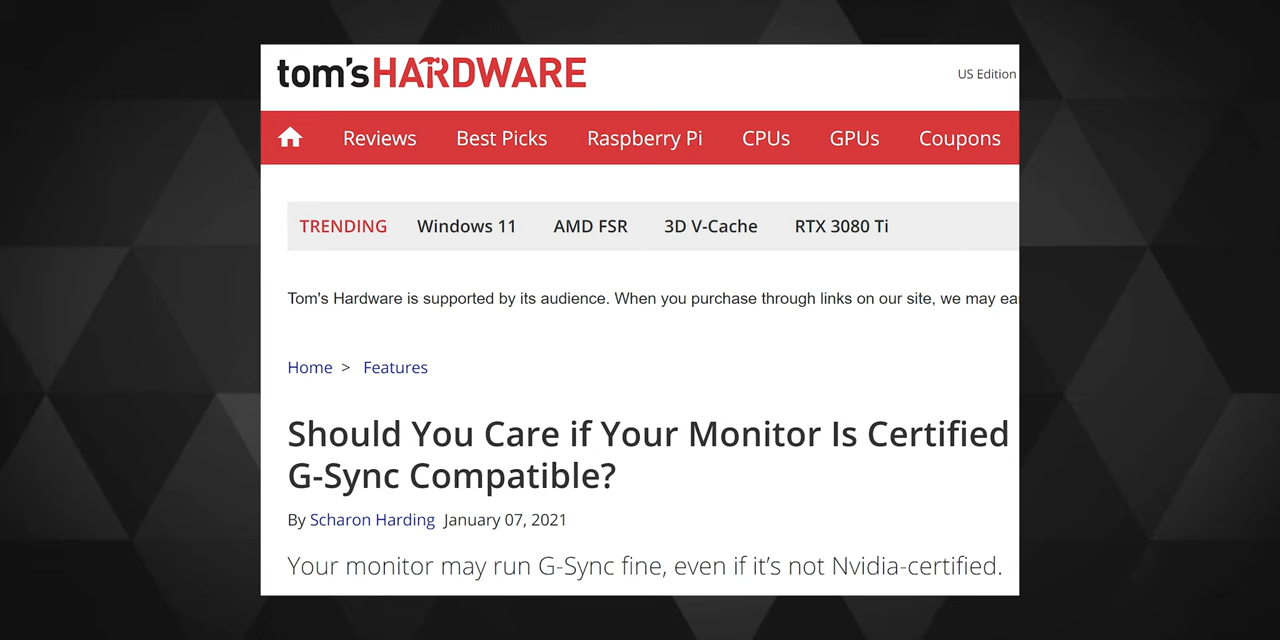 tom'sHARDWARE
US Edition
Reviews Best Picks Raspberry Pi CPUs GPUs Coupons
TRENDING Windows 11 AMD FSR 3D V-Cache RTX 3080 Ti
Tom's Hardware is supported by its audience. When you purchase through links on our site, we may ea
Home > Features
Should You Care if Your Monitor Is Certified
G-Sync Compatible?
By Scharon Harding January 07, 2021
Your monitor may run G-Sync fine, even if it’s not Nvidia-certified.